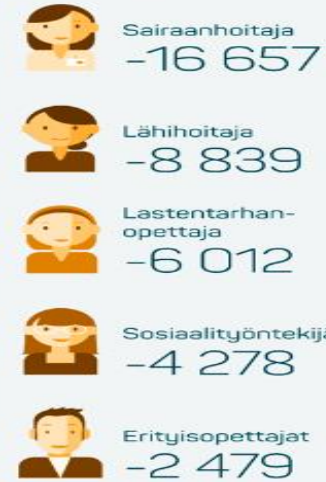 Sairaanhoitaja
-16 657
Lähihoitaja
-8 839
Lastentarhan-
opettaja
-6 012
Sosiaalityöntekijä
-4 278
Erityisopettajat
-2 479